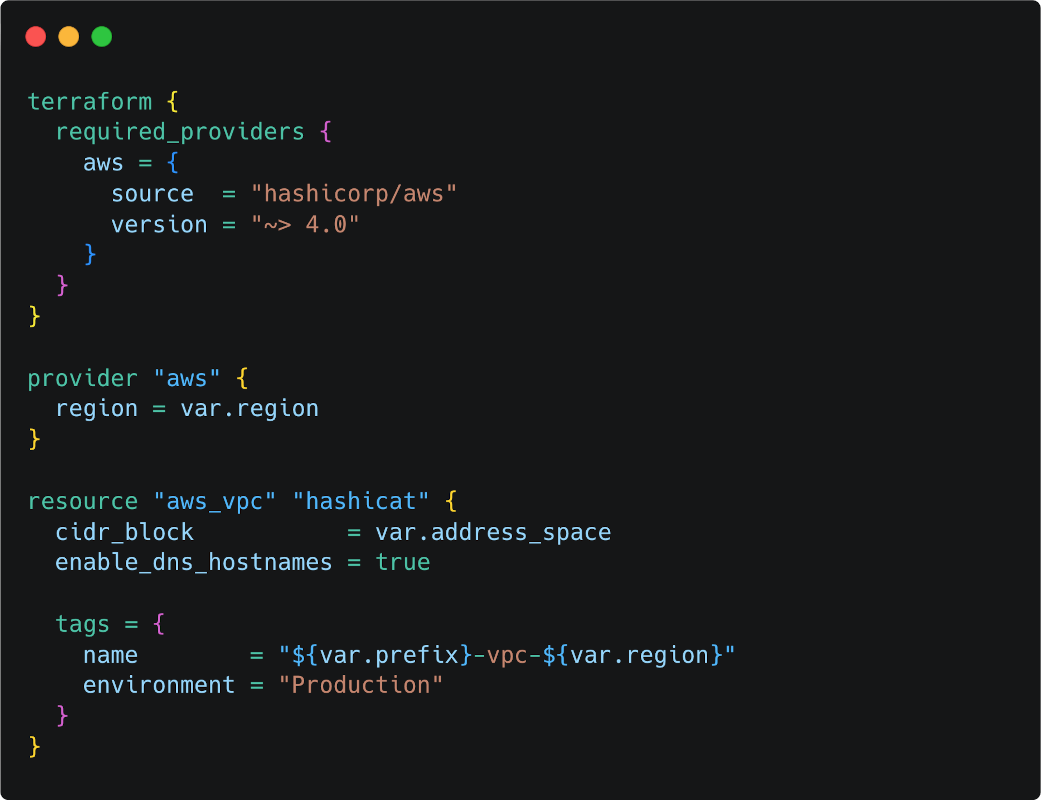 terraform {
  required_providers {
    aws = {
      source  = "hashicorp/aws"
      version = "~> 4.0"
    }
  }
}

provider "aws" {
  region = var.region
}

resource "aws_vpc" "hashicat" {
  cidr_block           = var.address_space
  enable_dns_hostnames = true

  tags = {
    name        = "${var.prefix}-vpc-${var.region}"
    environment = "Production"
  }
}